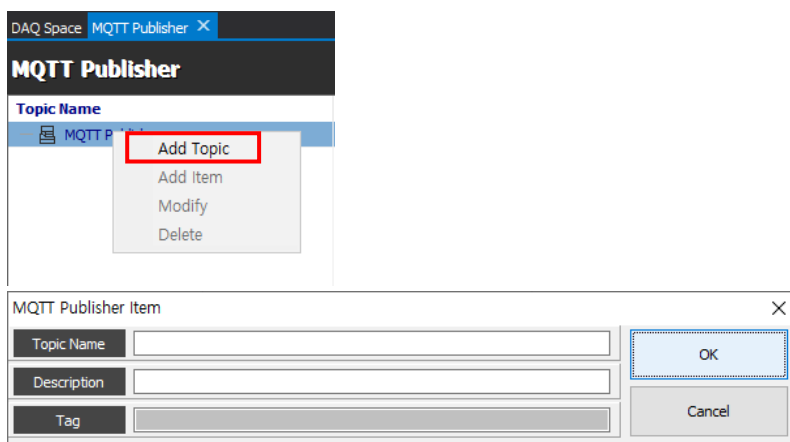 DAQ Space MQTT Publisher
MQTT Publisher
Topic Name
MQTT P
Add Topic
Add Item
Modify
Delete
MQTT Publisher Item
Topic Name
OK
Description
Tag
Cancel